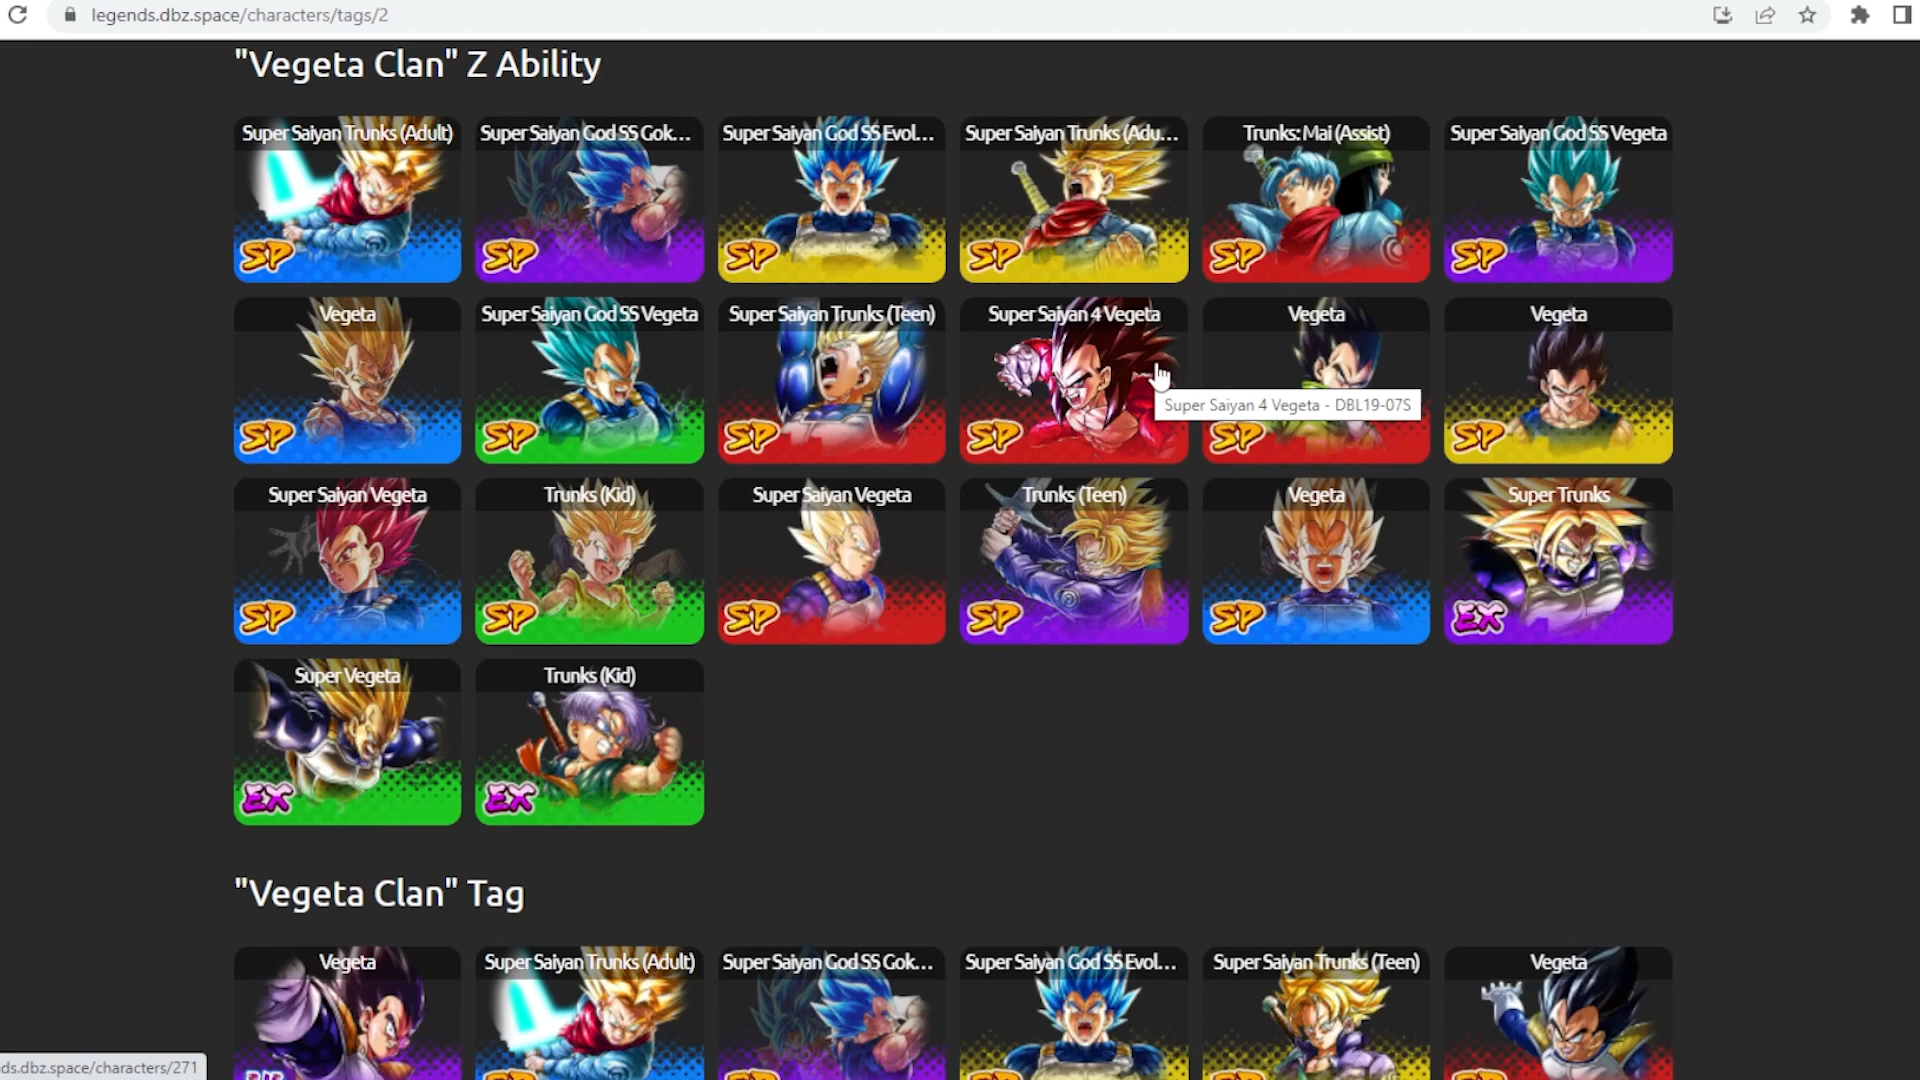 legends.dbz.space/characters/tags/2
"Vegeta Clan" Z Ability
Super Saiyan Trunks (Adult)
Super Saiyan God SS Gok...
Super Saiyan God SS Evol...
Super Saiyan Trunks (Adu...
Trunks: Mai (Assist)
Super Saiyan God SS Vegeta
SP
SP
SP
SP
SP
SP
Vegeta
Super Saiyan God SS Vegeta
Super Saiyan Trunks (Teen)
Super Saiyan 4 Vegeta
Vegeta
Vegeta
Super Saiyan 4 Vegeta - DBL19-07S
SP
SP
SP
SP
SP
SP
Super Saiyan Vegeta
Trunks (Kid)
Super Saiyan Vegeta
Trunks (Teen)
Vegeta
Super Trunks
SP
SP
SP
SP
SP
EX
Super Vegeta
Trunks (Kid)
EX
EX
"Vegeta Clan" Tag
Vegeta
Super Saiyan Trunks (Adult)
Super Saiyan God SS Gok...
Super Saiyan God SS Evol...
Super Saiyan Trunks (Teen)
Vegeta
ds.dbz.space/characters/271